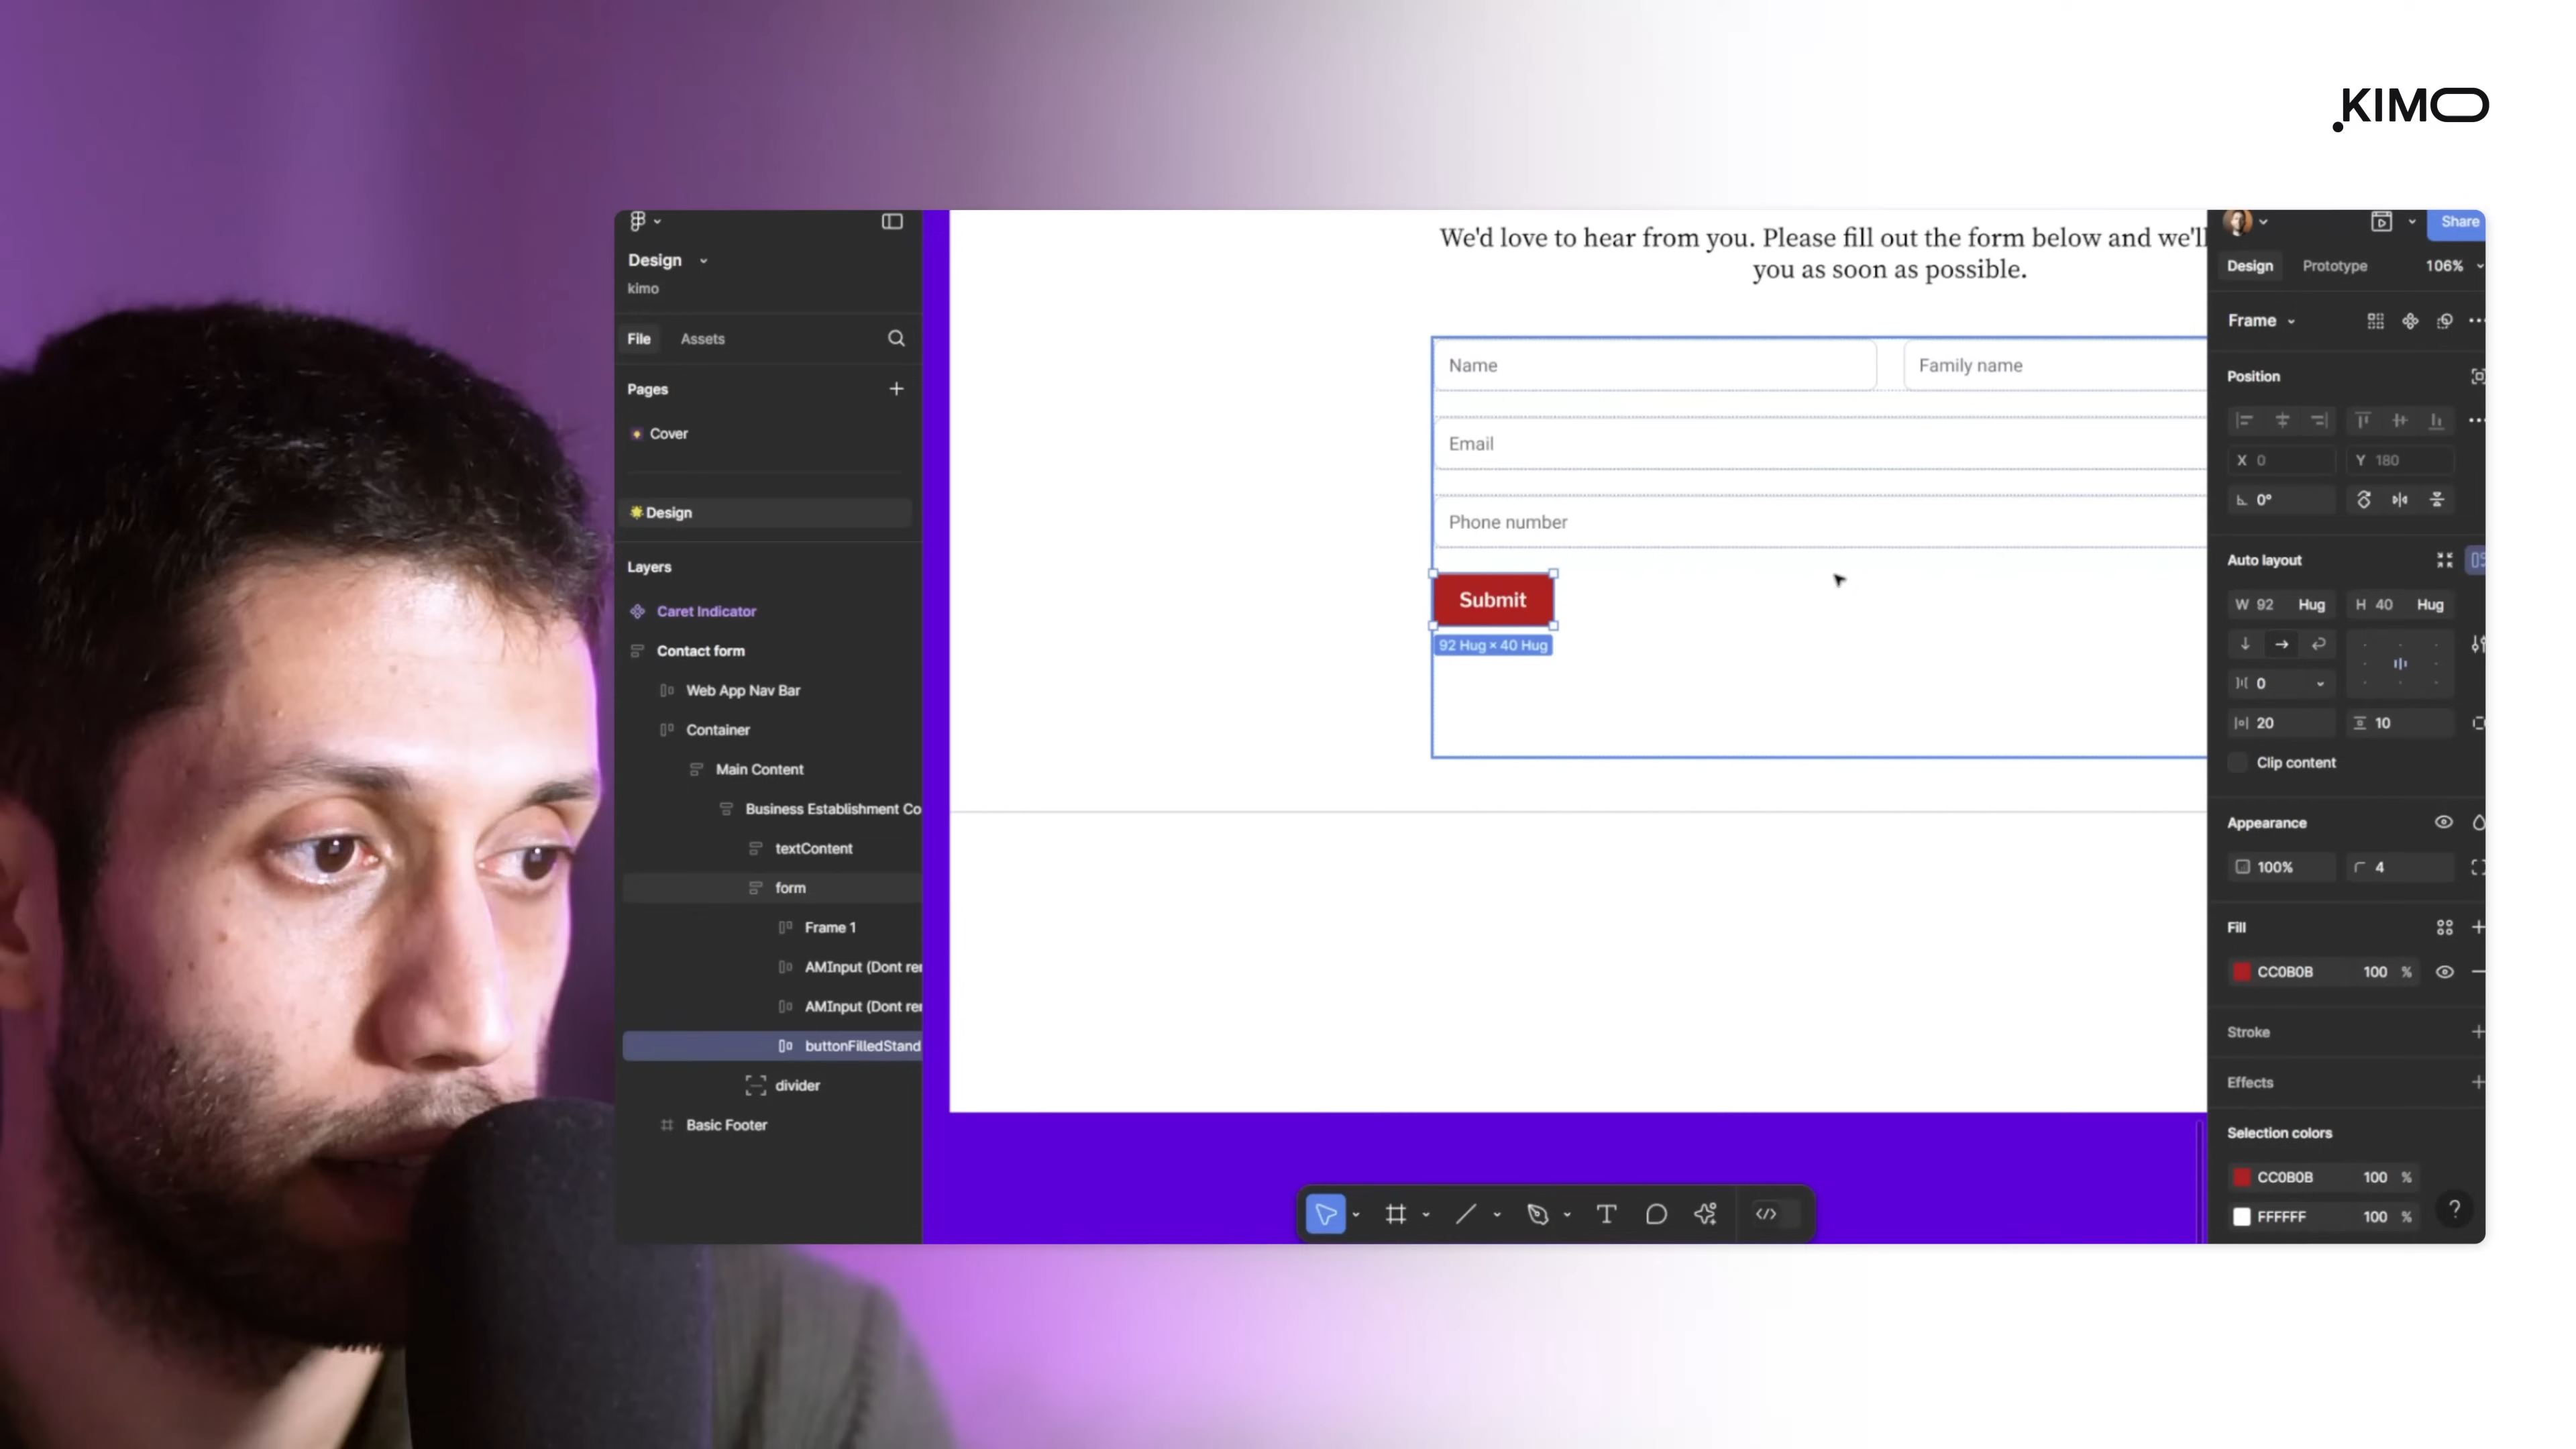 KIMO
Design
kimo
File
Assets
Pages
Cover
Design
Layers
Caret Indicator
Contact form
Web App Nav Bar
Container
Main Content
Business Establishment Co
textContent
form
Frame 1
AMInput (Dont re
AMInput (Dont re
buttonFilledStand
divider
Basic Footer
We'd love to hear from you. Please fill out the form below and we'll
you as soon as possible.
Name
Family name
Email
Phone number
Submit
92 Hug × 40 Hug
Share
Design Prototype 106%
Frame
Position
X 0 Y 180
0°
Auto layout
W 92 Hug H 40 Hug
0
20 10
Clip content
Appearance
100% 4
Fill
CC0B0B 100 %
Stroke
Effects
Selection colors
CC0B0B 100 %
FFFFFF 100 %
?